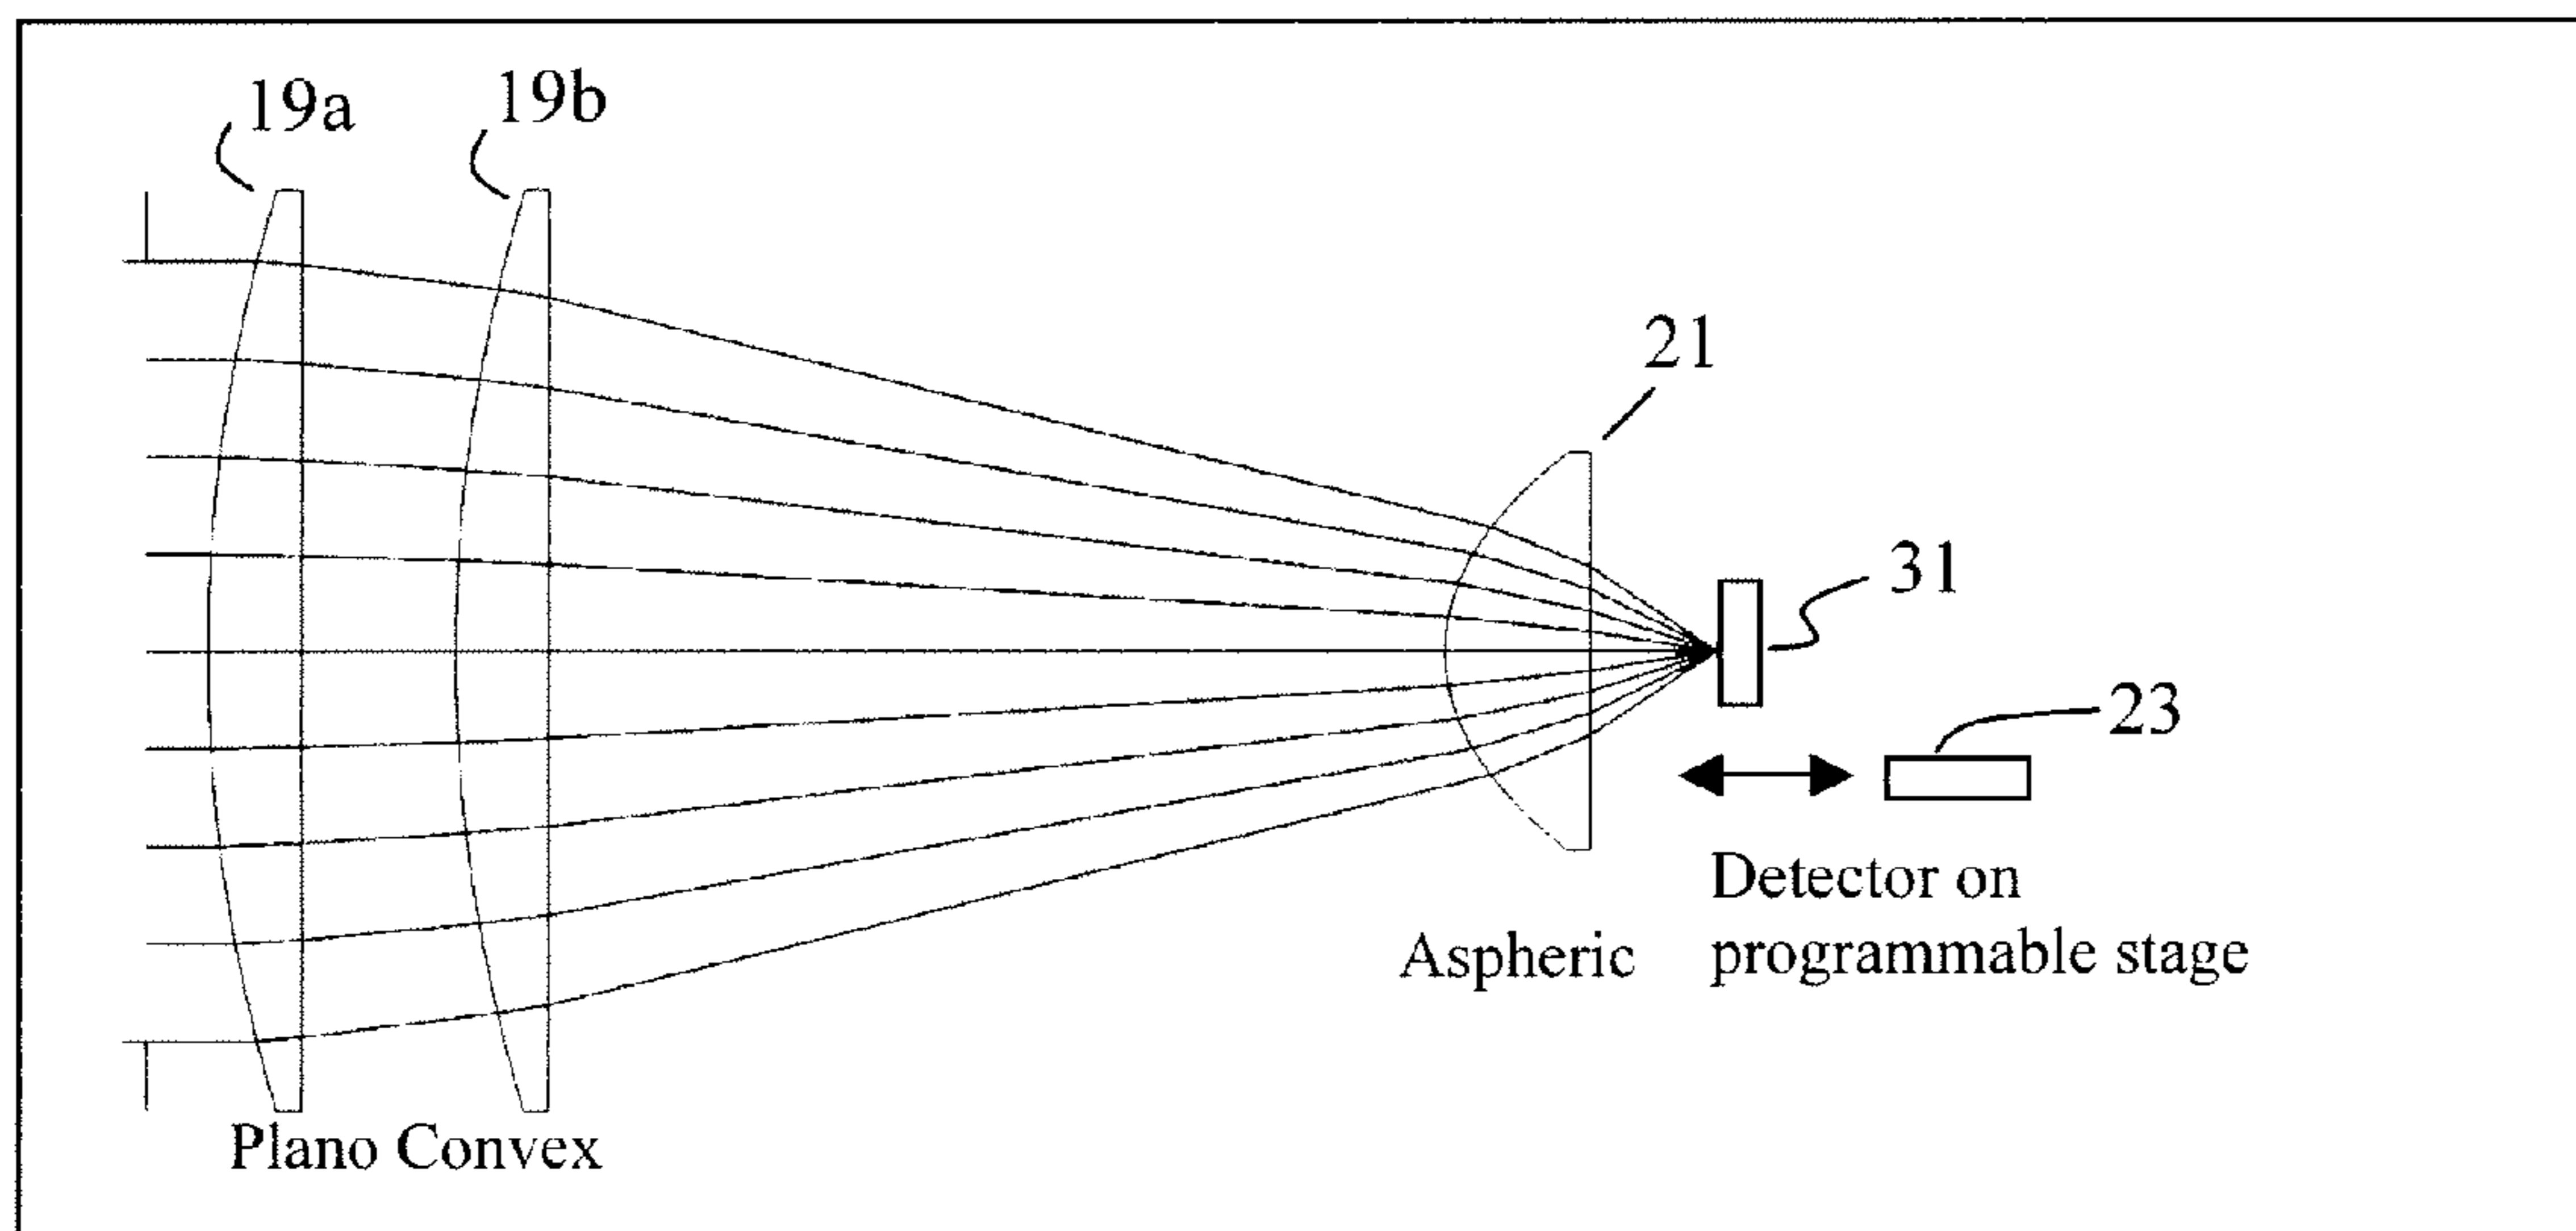 19a
19b
21
31
23
Detector on
Aspheric programmable stage
Plano Convex